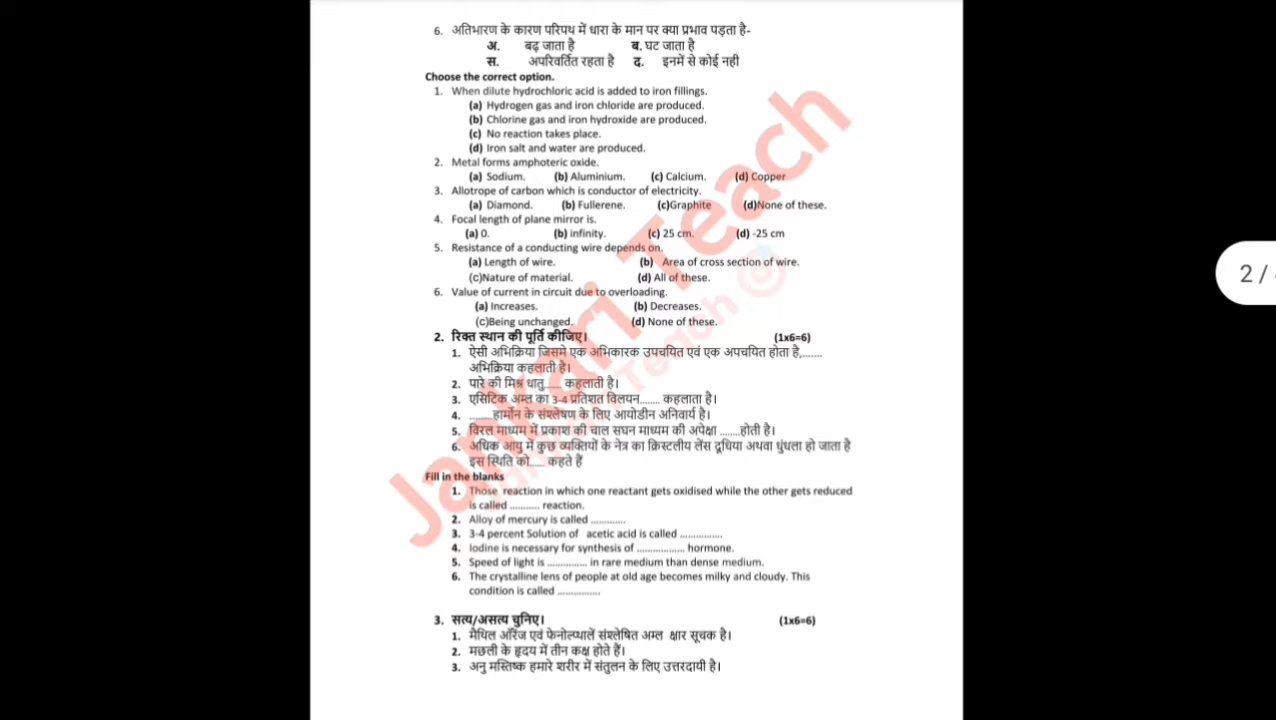 6. अतिभारण के कारण परिपथ में धारा के मान पर क्या प्रभाव पड़ता है-
अ. बढ़ जाता है ब. घट जाता है
स. अपरिवर्तित रहता है द. इनमें से कोई नही
Choose the correct option.
1. When dilute hydrochloric acid is added to iron fillings.
(a) Hydrogen gas and iron chloride are produced.
(b) Chlorine gas and iron hydroxide are produced.
(c) No reaction takes place.
(d) Iron salt and water are produced.
2. Metal forms amphoteric oxide.
(a) Sodium. (b) Aluminium. (c) Calcium. (d) Copper
3. Allotrope of carbon which is conductor of electricity.
(a) Diamond. (b) Fullerene. (c)Graphite (d)None of these.
4. Focal length of plane mirror is.
(a) 0. (b) infinity. (c) 25 cm. (d) -25 cm
5. Resistance of a conducting wire depends on.
(a) Length of wire. (b) Area of cross section of wire.
(C)Nature of material. (d) All of these.
6. Value of current in circuit due to overloading.
(a) Increases. (b) Decreases.
(C)Being unchanged. (d) None of these.
2. रिक्त स्थान की पूर्ति कीजिए। (1x6=6)
1. ऐसी अभिक्रिया जिसमे एक अभिकारक उपचयित एवं एक अपचयित होता है,.......
अभिक्रिया कहलाती है।
2. पारे की मिश्र धातु...... कहलाती है।
3. एसिटिक अम्ल का 3-4 प्रतिशत विलयन........ कहलाता है।
4. .........हार्मोन के संश्लेषण के लिए आयोडीन अनिवार्य है।
5. विरल माध्यम में प्रकाश की चाल सघन माध्यम की अपेक्षा ........होती है।
6. अधिक आयु में कुछ व्यक्तियों के नेत्र का क्रिस्टलीय लेंस दूधिया अथवा धुंधला हो जाता है
इस स्थिति को...... कहते हैं
Fill in the blanks
1. Those reaction in which one reactant gets oxidised while the other gets reduced
is called ........... reaction.
2. Alloy of mercury is called .............
3. 3-4 percent Solution of acetic acid is called ................
4. Iodine is necessary for synthesis of .................. hormone.
5. Speed of light is ............... in rare medium than dense medium.
6. The crystalline lens of people at old age becomes milky and cloudy. This
condition is called ................
3. सत्य/असत्य चुनिए। (1x6=6)
1. मैथिल ऑरेंज एवं फेनोल्प्थालें संश्लेषित अम्ल क्षार सूचक है।
2. मछली के हृदय में तीन कक्ष होते हैं।
3. अनु मस्तिष्क हमारे शरीर में संतुलन के लिए उत्तरदायी है।
Jankari Teach
2 /